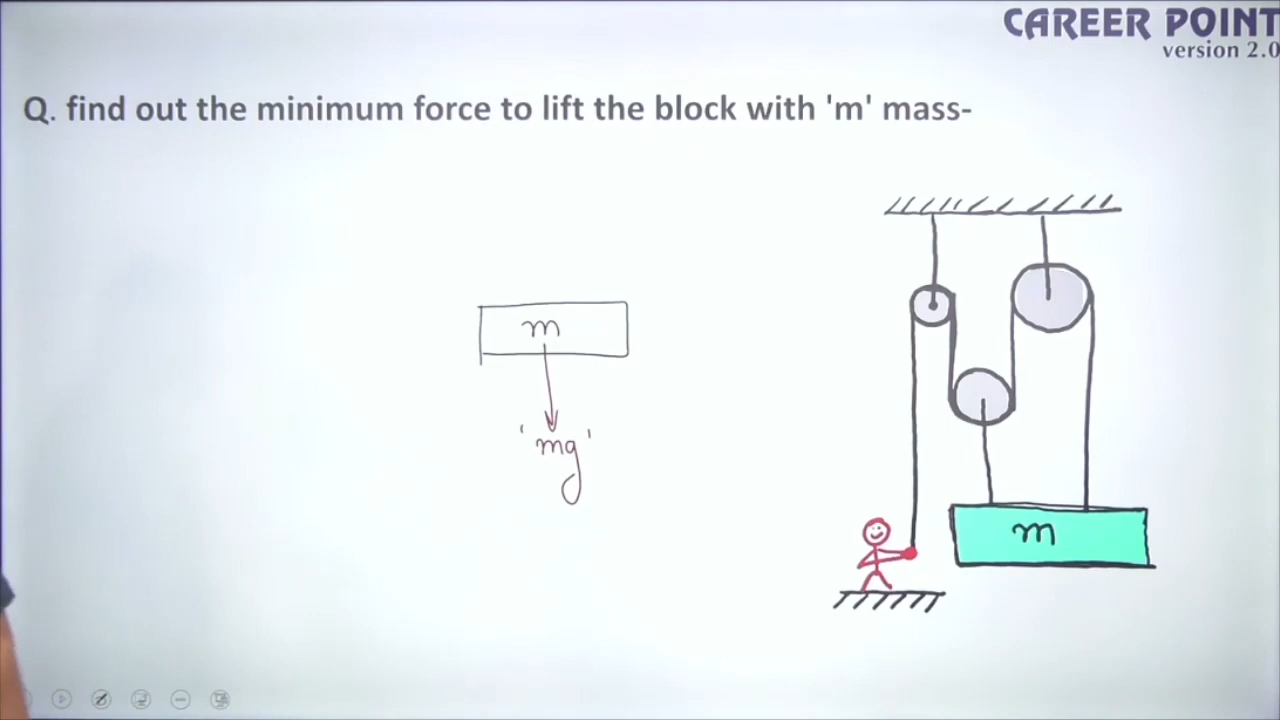 CAREER POINT
version 2.0
Q. find out the minimum force to lift the block with 'm' mass-
m
'mg'
m